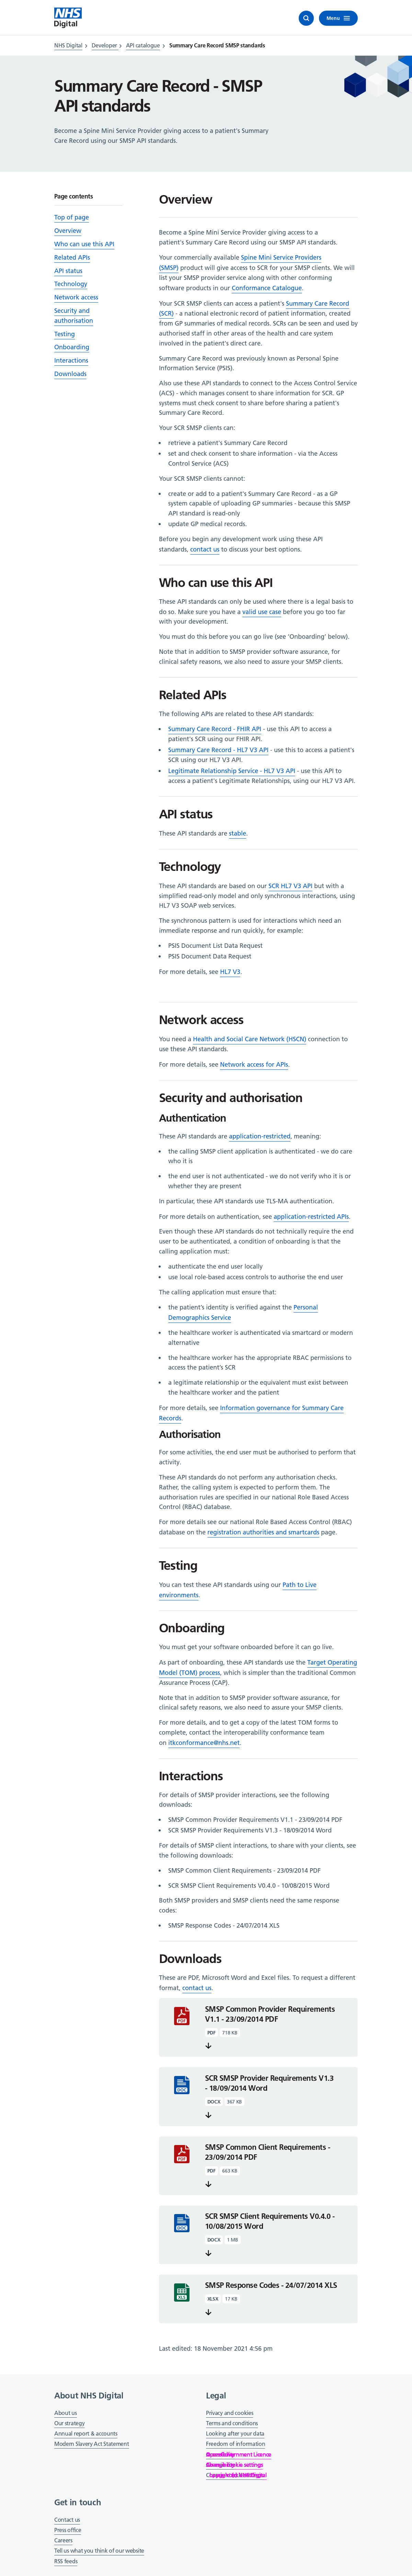 NHS
Digital
Menu
NHS Digital > Developer > API catalogue > Summary Care Record SMSP standards
Summary Care Record - SMSP
API standards
Become a Spine Mini Service Provider giving access to a patient's Summary
Care Record using our SMSP API standards.
Page contents
Top of page
Overview
Who can use this API
Related APIs
API status
Technology
Network access
Security and
authorisation
Testing
Onboarding
Interactions
Downloads
Overview
Become a Spine Mini Service Provider giving access to a
patient's Summary Care Record using our SMSP API standards.
Your commercially available Spine Mini Service Providers
(SMSP) product will give access to SCR for your SMSP clients. We will
list your SMSP provider software along with other conforming
software products in our Conformance Catalogue.
Your SCR SMSP clients can access a patient's Summary Care Record
(SCR) - a national electronic record of patient information, created
from GP summaries of medical records. SCRs can be seen and used by
authorised staff in other areas of the health and care system
involved in the patient's direct care.
Summary Care Record was previously known as Personal Spine
Information Service (PSIS).
Also use these API standards to connect to the Access Control Service
(ACS) - which manages consent to share information for SCR. GP
systems must check consent to share before sharing a patient's
Summary Care Record.
Your SCR SMSP clients can:
• retrieve a patient's Summary Care Record
• set and check consent to share information - via the Access
Control Service (ACS)
Your SCR SMSP clients cannot:
• create or add to a patient's Summary Care Record - as a GP
system capable of uploading GP summaries - because this SMSP
API standard is read-only
• update GP medical records.
Before you begin any development work using these API
standards, contact us to discuss your best options.
Who can use this API
These API standards can only be used where there is a legal basis to
do so. Make sure you have a valid use case before you go too far
with your development.
You must do this before you can go live (see 'Onboarding' below).
Note that in addition to SMSP provider software assurance, for
clinical safety reasons, we also need to assure your SMSP clients.
Related APIs
The following APIs are related to these API standards:
• Summary Care Record - FHIR API - use this API to access a
patient's SCR using our FHIR API.
• Summary Care Record - HL7 V3 API - use this to access a patient's
SCR using our HL7 V3 API.
• Legitimate Relationship Service - HL7 V3 API - use this API to
access a patient's Legitimate Relationships, using our HL7 V3 API.
API status
These API standards are stable.
Technology
These API standards are based on our SCR HL7 V3 API but with a
simplified read-only model and only synchronous interactions, using
HL7 V3 SOAP web services.
The synchronous pattern is used for interactions which need an
immediate response and run quickly, for example:
• PSIS Document List Data Request
• PSIS Document Data Request
For more details, see HL7 V3.
Network access
You need a Health and Social Care Network (HSCN) connection to
use these API standards.
For more details, see Network access for APIs.
Security and authorisation
Authentication
These API standards are application-restricted, meaning:
• the calling SMSP client application is authenticated - we do care
who it is
• the end user is not authenticated - we do not verify who it is or
whether they are present
In particular, these API standards use TLS-MA authentication.
For more details on authentication, see application-restricted APIs.
Even though these API standards do not technically require the end
user to be authenticated, a condition of onboarding is that the
calling application must:
• authenticate the end user locally
• use local role-based access controls to authorise the end user
The calling application must ensure that:
• the patient's identity is verified against the Personal
Demographics Service
• the healthcare worker is authenticated via smartcard or modern
alternative
• the healthcare worker has the appropriate RBAC permissions to
access the patient's SCR
• a legitimate relationship or the equivalent must exist between
the healthcare worker and the patient
For more details, see Information governance for Summary Care
Records.
Authorisation
For some activities, the end user must be authorised to perform that
activity.
These API standards do not perform any authorisation checks.
Rather, the calling system is expected to perform them. The
authorisation rules are specified in our national Role Based Access
Control (RBAC) database.
For more details see our national Role Based Access Control (RBAC)
database on the registration authorities and smartcards page.
Testing
You can test these API standards using our Path to Live
environments.
Onboarding
You must get your software onboarded before it can go live.
As part of onboarding, these API standards use the Target Operating
Model (TOM) process, which is simpler than the traditional Common
Assurance Process (CAP).
Note that in addition to SMSP provider software assurance, for
clinical safety reasons, we also need to assure your SMSP clients.
For more details, and to get a copy of the latest TOM forms to
complete, contact the interoperability conformance team
on itkconformance@nhs.net.
Interactions
For details of SMSP provider interactions, see the following
downloads:
• SMSP Common Provider Requirements V1.1 - 23/09/2014 PDF
• SCR SMSP Provider Requirements V1.3 - 18/09/2014 Word
For details of SMSP client interactions, to share with your clients, see
the following downloads:
• SMSP Common Client Requirements - 23/09/2014 PDF
• SCR SMSP Client Requirements V0.4.0 - 10/08/2015 Word
Both SMSP providers and SMSP clients need the same response
codes:
• SMSP Response Codes - 24/07/2014 XLS
Downloads
These are PDF, Microsoft Word and Excel files. To request a different
format, contact us.
PDF
SMSP Common Provider Requirements
V1.1 - 23/09/2014 PDF
PDF 718 KB
DOC
SCR SMSP Provider Requirements V1.3
- 18/09/2014 Word
DOCX 367 KB
PDF
SMSP Common Client Requirements -
23/09/2014 PDF
PDF 663 KB
DOC
SCR SMSP Client Requirements V0.4.0 -
10/08/2015 Word
DOCX 1 MB
XLS
SMSP Response Codes - 24/07/2014 XLS
XLSX 17 KB
Last edited: 18 November 2021 4:56 pm
About NHS Digital
About us
Our strategy
Annual report & accounts
Modern Slavery Act Statement
Legal
Privacy and cookies
Terms and conditions
Looking after your data
Freedom of information
Get in touch
Contact us
Press office
Careers
Tell us what you think of our website
RSS feeds